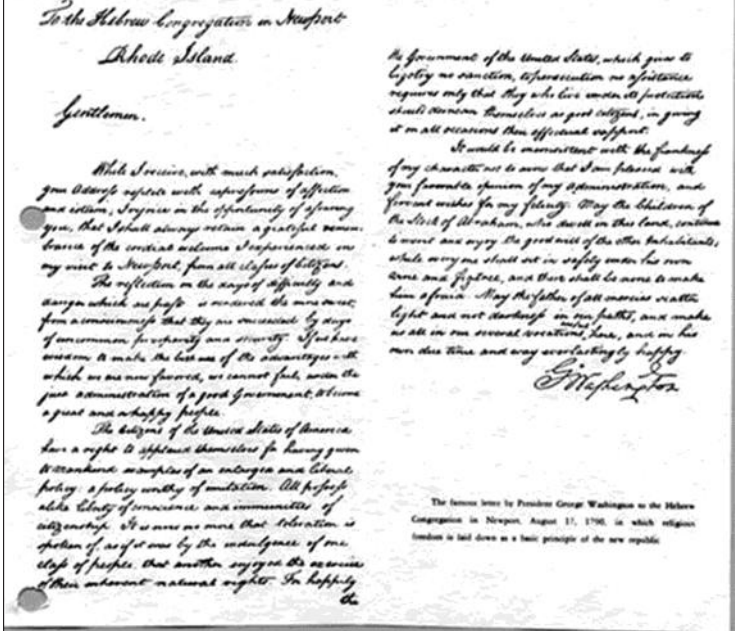 To the Hebrew Congregation in Newport
Rhode Island.
Gentlemen.
While I receive, with much satisfaction,
your Address replete with expressions of affection
and esteem, I rejoice in the opportunity of assuring
you, that I shall always retain a grateful remem-
brance of the cordial welcome I experienced in
my visit to Newport, from all classes of Citizens.
The reflection on the days of difficulty and
danger which are past is rendered the more sweet,
from a consciousness that they are succeeded by days
of uncommon prosperity and security. If we have
wisdom to make the best use of the advantages with
which we are now favored, we cannot fail, under the
just administration of a good Government, to become
a great and a happy people.
The Citizens of the United States of America
have a right to applaud themselves for having given
to mankind examples of an enlarged and liberal
policy: a policy worthy of imitation. All possess
alike liberty of conscience and immunities of
citizenship. It is now no more that toleration is
spoken of, as if it was by the indulgence of one
class of people, that another enjoyed the exercise
of their inherent natural rights. For happily
the
the Government of the United States, which gives to
bigotry no sanction, to persecution no assistance
requires only that they who live under its protection
should demean themselves as good citizens, in giving
it on all occasions their effectual support.
It would be inconsistent with the frankness
of my character not to avow that I am pleased with
your favorable opinion of my Administration, and
fervent wishes for my felicity. May the Children of
the Stock of Abraham, who dwell in this land, continue
to merit and enjoy the good will of the other Inhabitants,
while every one shall sit in safety under his own
vine and figtree, and there shall be none to make
him afraid. May the father of all mercies scatter
light and not darkness in our paths, and make
us all in our several vocations useful here, and in his
own due time and way everlastingly happy.
G. Washington
The famous letter by President George Washington to the Hebrew
Congregation in Newport, August 17, 1790, in which religious
freedom is laid down as a basic principle of the new republic